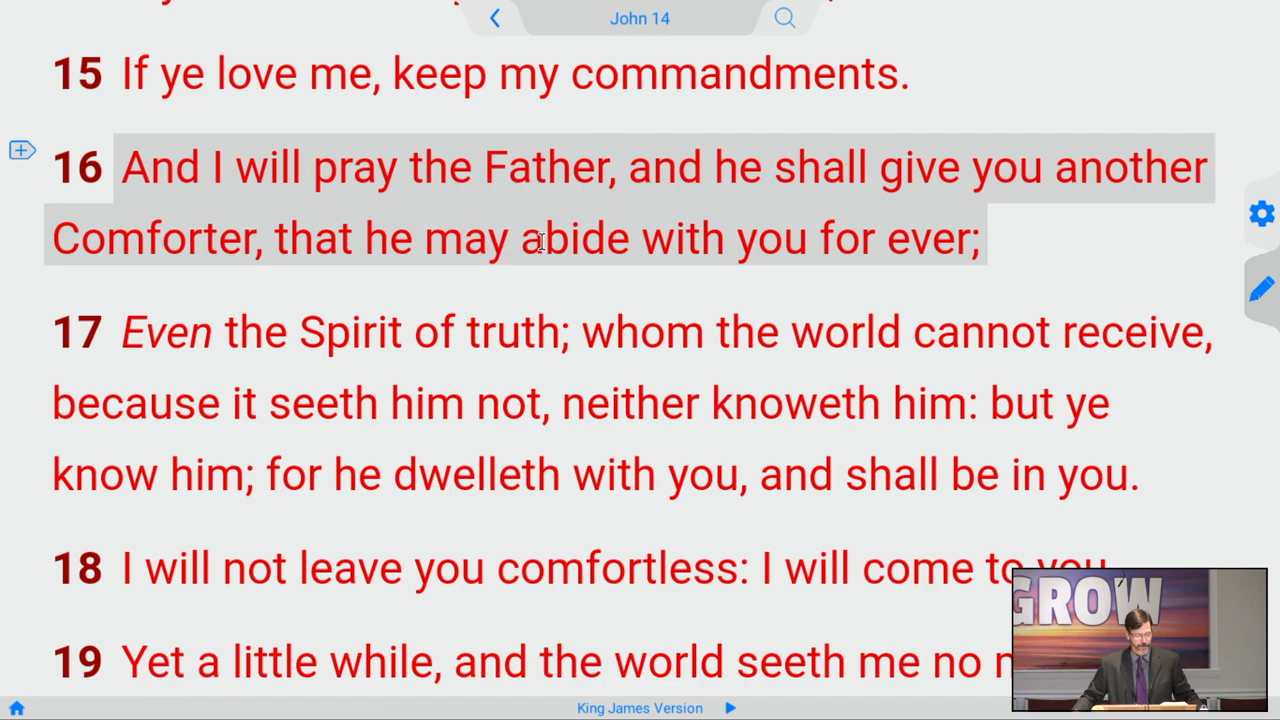 John 14
15 If ye love me, keep my commandments.
16 And I will pray the Father, and he shall give you another
Comforter, that he may abide with you for ever;
17 Even the Spirit of truth; whom the world cannot receive,
because it seeth him not, neither knoweth him: but ye
know him; for he dwelleth with you, and shall be in you.
18 I will not leave you comfortless: I will come to you.
19 Yet a little while, and the world seeth me no
GROW
King James Version